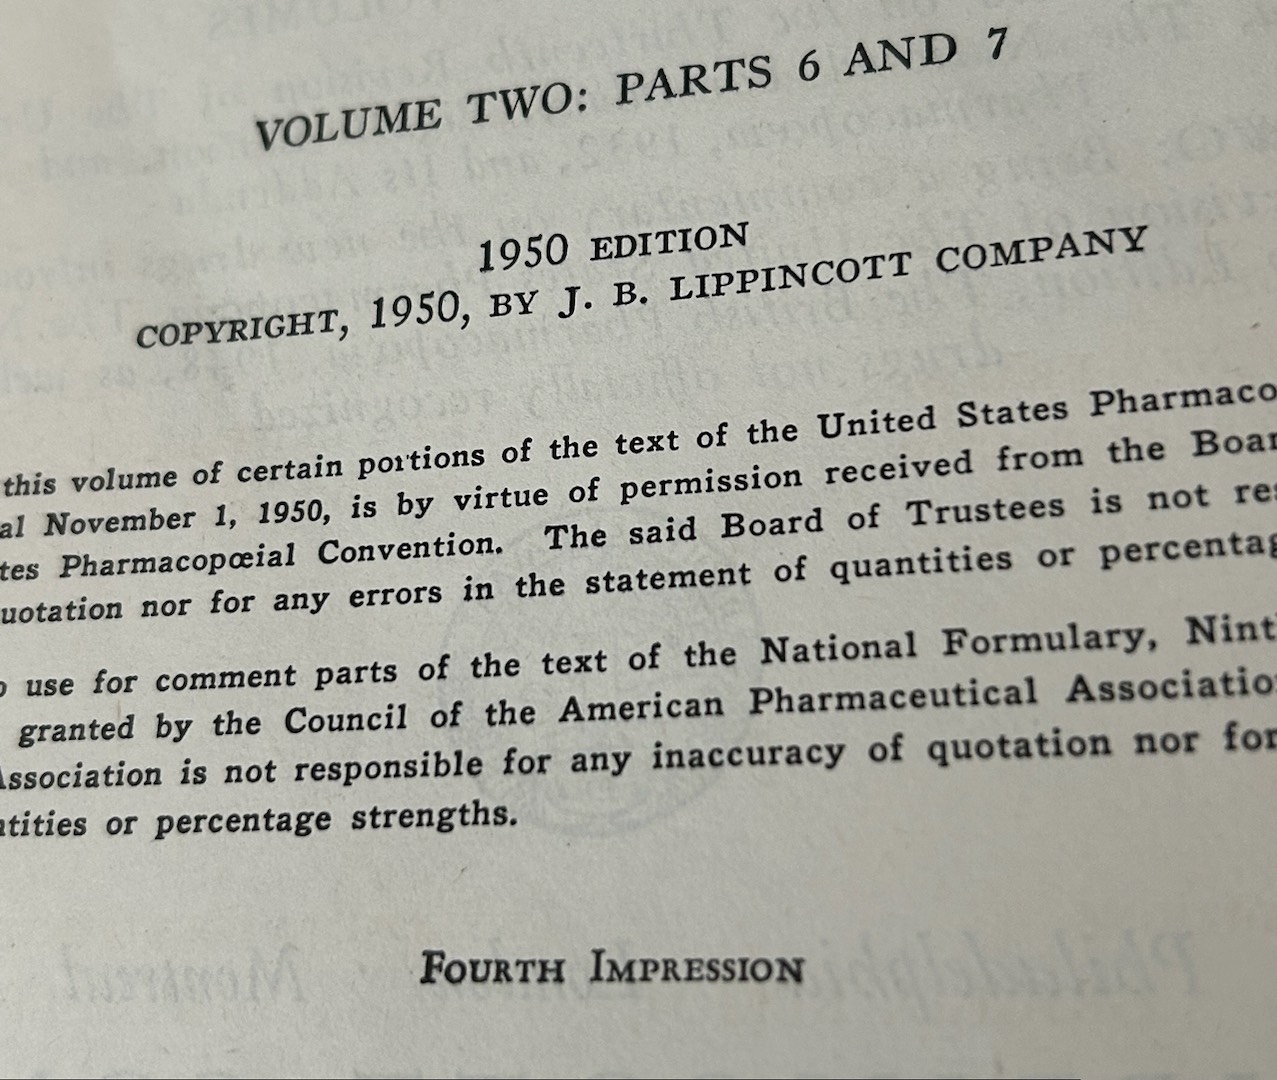 VOLUME TWO: PARTS 6 AND 7
1950 EDITION
COPYRIGHT, 1950, BY J. B. LIPPINCOTT COMPANY
this volume of certain portions of the text of the United States Pharmaco
al November 1, 1950, is by virtue of permission received from the Boar
tes Pharmacopœial Convention. The said Board of Trustees is not res
uotation nor for any errors in the statement of quantities or percentag
o use for comment parts of the text of the National Formulary, Nint
granted by the Council of the American Pharmaceutical Associatio
Association is not responsible for any inaccuracy of quotation nor for
ntities or percentage strengths.
FOURTH IMPRESSION